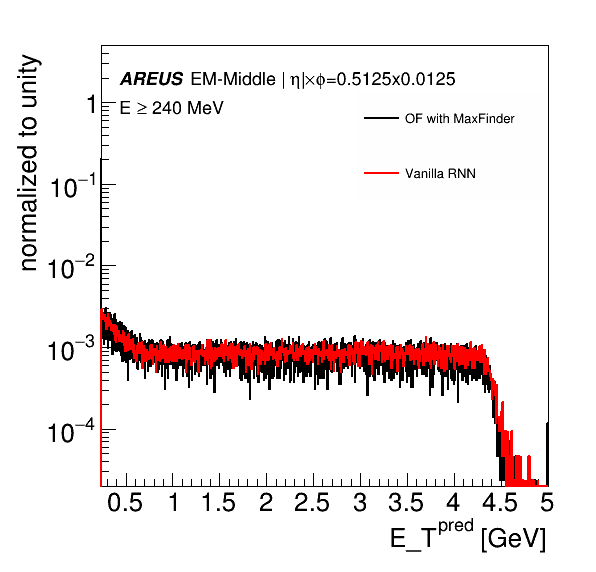 AREUS EM-Middle | η|×ϕ=0.5125x0.0125
E ≥ 240 MeV
OF with MaxFinder
Vanilla RNN
normalized to unity
1
10⁻¹
10⁻²
10⁻³
10⁻⁴
0.5 1 1.5 2 2.5 3 3.5 4 4.5 5
E_T^pred [GeV]